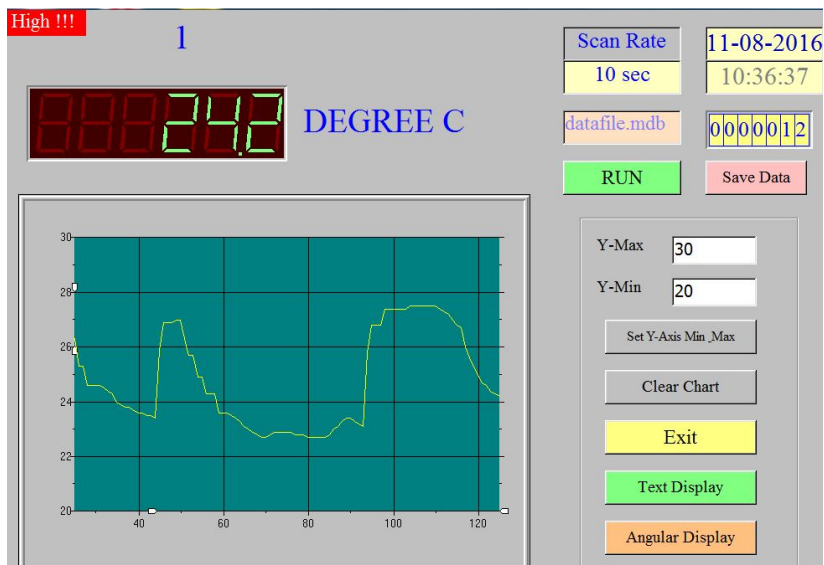 High !!!
1
Scan Rate
11-08-2016
10 sec
10:36:37
24.2
DEGREE C
datafile.mdb
0000012
RUN
Save Data
Y-Max
30
Y-Min
20
Set Y-Axis Min ,Max
Clear Chart
Exit
Text Display
Angular Display
30
28
26
24
22
20
40
60
80
100
120